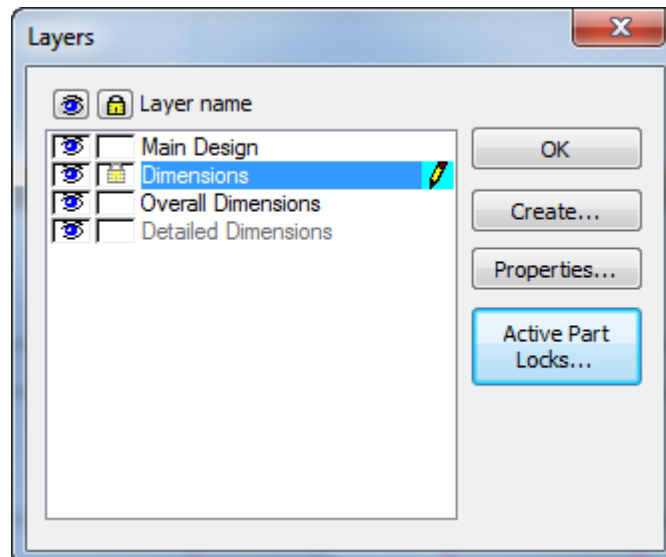 Layers
Layer name
Main Design
Dimensions
Overall Dimensions
Detailed Dimensions
OK
Create...
Properties...
Active Part
Locks...